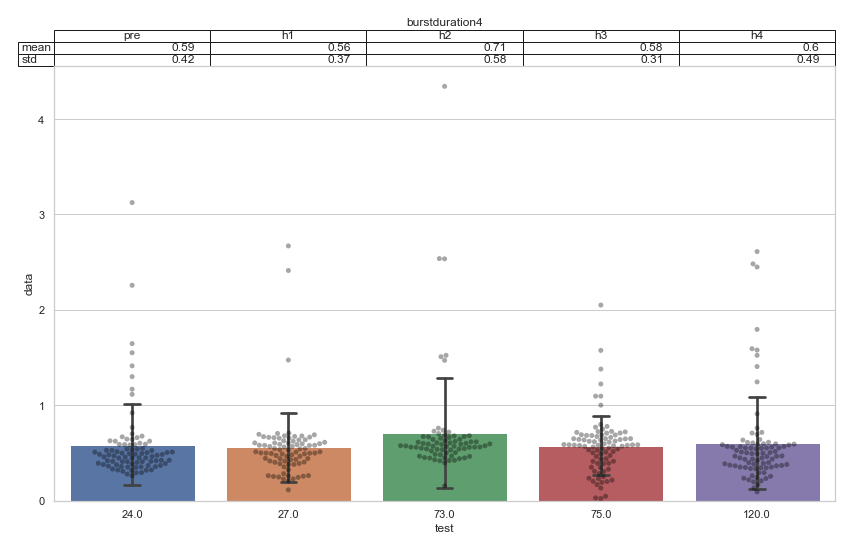 burstduration4
pre h1 h2 h3 h4
mean 0.59 0.56 0.71 0.58 0.6
std 0.42 0.37 0.58 0.31 0.49
4
3
data
2
1
0
24.0 27.0 73.0 75.0 120.0
test